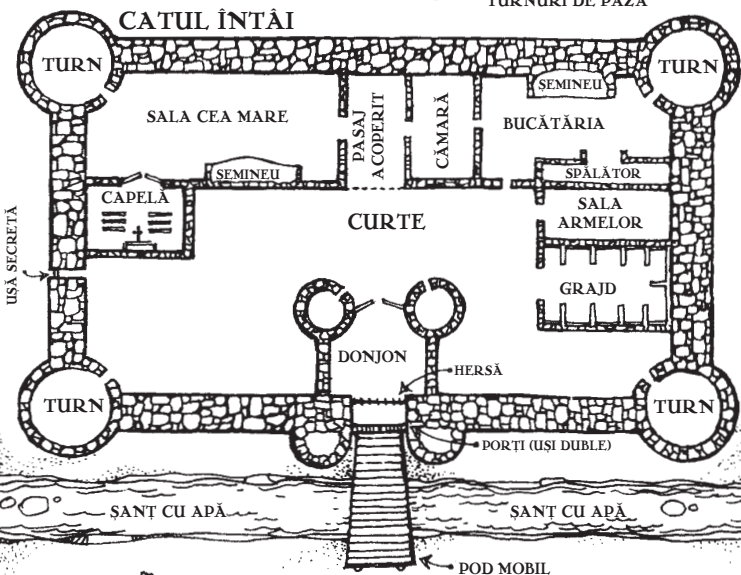 TURNURI DE PAZĂ
CATUL ÎNTÂI
TURN
TURN
SALA CEA MARE
PASAJ
ACOPERIT
CĂMARĂ
ȘEMINEU
BUCĂTĂRIA
ȘEMINEU
SPĂLĂTOR
CAPELĂ
SALA
ARMELOR
CURTE
UȘĂ SECRETĂ
GRAJD
DONJON
HERSĂ
TURN
TURN
PORȚI (UȘI DUBLE)
ȘANȚ CU APĂ
ȘANȚ CU APĂ
POD MOBIL